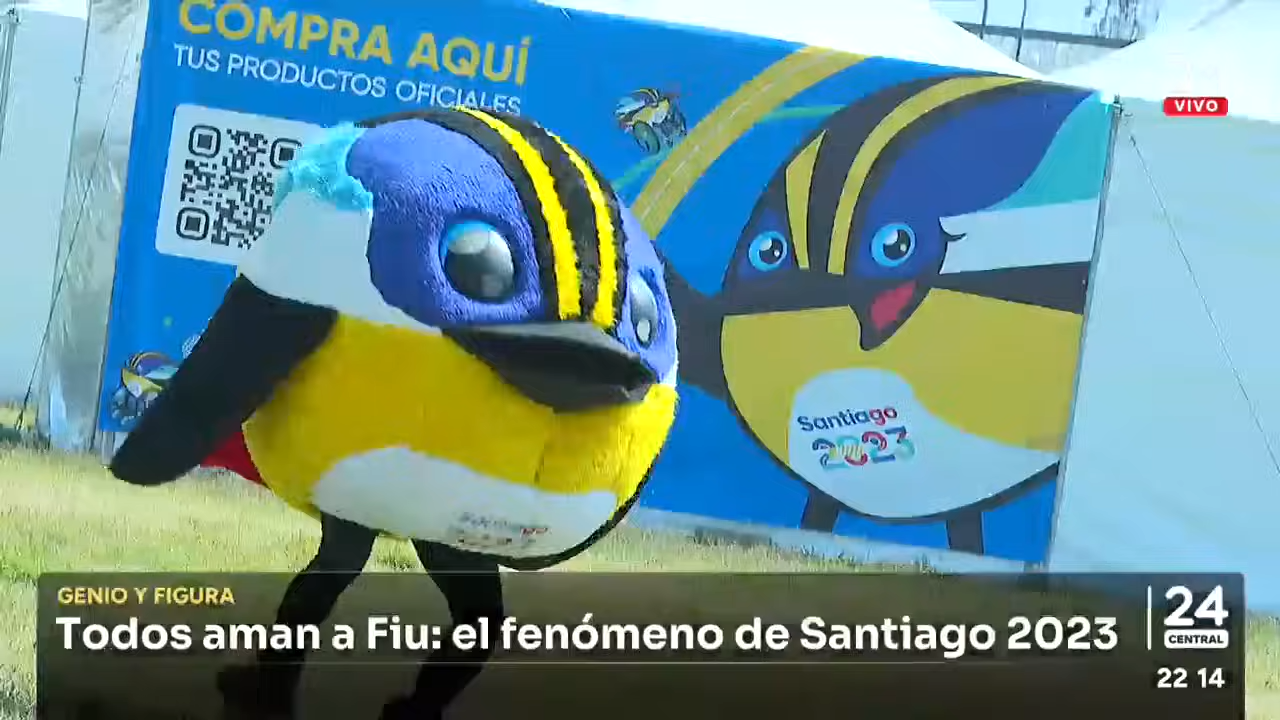 COMPRA AQUÍ
TUS PRODUCTOS OFICIALES
VIVO
Santiago
2023
Santiago
GENIO Y FIGURA
Todos aman a Fiu: el fenómeno de Santiago 2023
24
CENTRAL
22 14